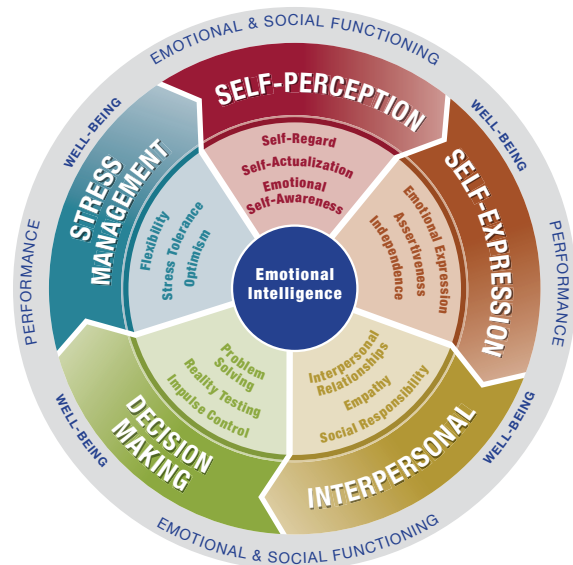 EMOTIONAL & SOCIAL FUNCTIONING
WELL-BEING
WELL-BEING
PERFORMANCE
PERFORMANCE
WELL-BEING
WELL-BEING
EMOTIONAL & SOCIAL FUNCTIONING
SELF-PERCEPTION
Self-Regard
Self-Actualization
Emotional
Self-Awareness
SELF-EXPRESSION
Emotional Expression
Assertiveness
Independence
INTERPERSONAL
Interpersonal
Relationships
Empathy
Social Responsibility
DECISION
MAKING
Problem
Solving
Reality Testing
Impulse Control
STRESS
MANAGEMENT
Flexibility
Stress Tolerance
Optimism
Emotional
Intelligence